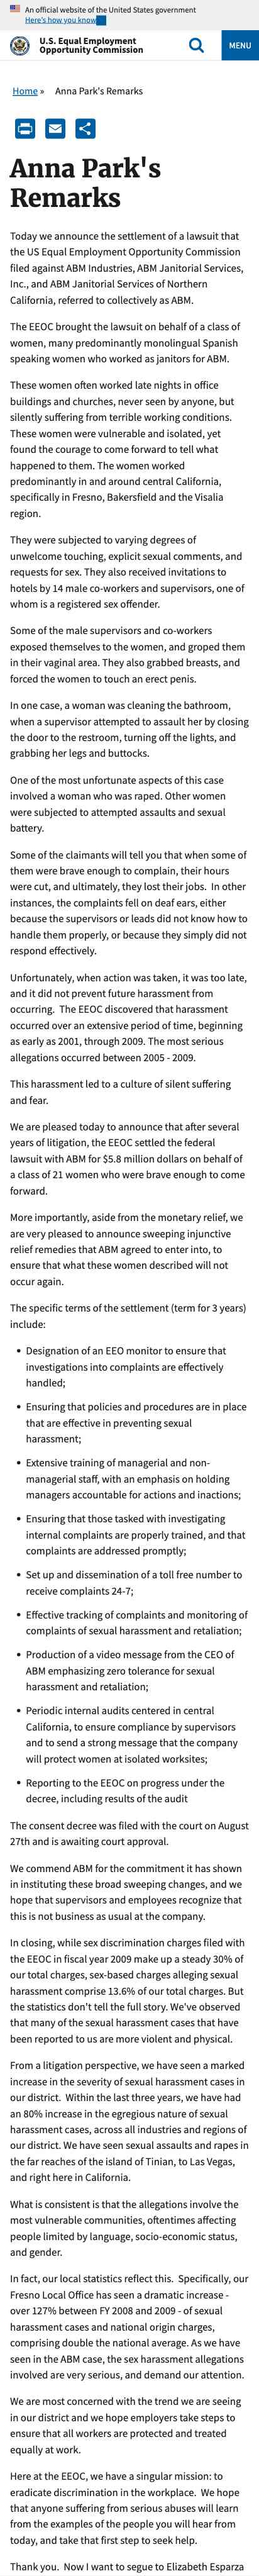 An official website of the United States government
Here's how you know
U.S. Equal Employment
Opportunity Commission
MENU
Home » Anna Park's Remarks
Anna Park's
Remarks
Today we announce the settlement of a lawsuit that
the US Equal Employment Opportunity Commission
filed against ABM Industries, ABM Janitorial Services,
Inc., and ABM Janitorial Services of Northern
California, referred to collectively as ABM.
The EEOC brought the lawsuit on behalf of a class of
women, many predominantly monolingual Spanish
speaking women who worked as janitors for ABM.
These women often worked late nights in office
buildings and churches, never seen by anyone, but
silently suffering from terrible working conditions.
These women were vulnerable and isolated, yet
found the courage to come forward to tell what
happened to them. The women worked
predominantly in and around central California,
specifically in Fresno, Bakersfield and the Visalia
region.
They were subjected to varying degrees of
unwelcome touching, explicit sexual comments, and
requests for sex. They also received invitations to
hotels by 14 male co-workers and supervisors, one of
whom is a registered sex offender.
Some of the male supervisors and co-workers
exposed themselves to the women, and groped them
in their vaginal area. They also grabbed breasts, and
forced the women to touch an erect penis.
In one case, a woman was cleaning the bathroom,
when a supervisor attempted to assault her by closing
the door to the restroom, turning off the lights, and
grabbing her legs and buttocks.
One of the most unfortunate aspects of this case
involved a woman who was raped. Other women
were subjected to attempted assaults and sexual
battery.
Some of the claimants will tell you that when some of
them were brave enough to complain, their hours
were cut, and ultimately, they lost their jobs. In other
instances, the complaints fell on deaf ears, either
because the supervisors or leads did not know how to
handle them properly, or because they simply did not
respond effectively.
Unfortunately, when action was taken, it was too late,
and it did not prevent future harassment from
occurring. The EEOC discovered that harassment
occurred over an extensive period of time, beginning
as early as 2001, through 2009. The most serious
allegations occurred between 2005 - 2009.
This harassment led to a culture of silent suffering
and fear.
We are pleased today to announce that after several
years of litigation, the EEOC settled the federal
lawsuit with ABM for $5.8 million dollars on behalf of
a class of 21 women who were brave enough to come
forward.
More importantly, aside from the monetary relief, we
are very pleased to announce sweeping injunctive
relief remedies that ABM agreed to enter into, to
ensure that what these women described will not
occur again.
The specific terms of the settlement (term for 3 years)
include:
• Designation of an EEO monitor to ensure that
investigations into complaints are effectively
handled;
• Ensuring that policies and procedures are in place
that are effective in preventing sexual
harassment;
• Extensive training of managerial and non-
managerial staff, with an emphasis on holding
managers accountable for actions and inactions;
• Ensuring that those tasked with investigating
internal complaints are properly trained, and that
complaints are addressed promptly;
• Set up and dissemination of a toll free number to
receive complaints 24-7;
• Effective tracking of complaints and monitoring of
complaints of sexual harassment and retaliation;
• Production of a video message from the CEO of
ABM emphasizing zero tolerance for sexual
harassment and retaliation;
• Periodic internal audits centered in central
California, to ensure compliance by supervisors
and to send a strong message that the company
will protect women at isolated worksites;
• Reporting to the EEOC on progress under the
decree, including results of the audit
The consent decree was filed with the court on August
27th and is awaiting court approval.
We commend ABM for the commitment it has shown
in instituting these broad sweeping changes, and we
hope that supervisors and employees recognize that
this is not business as usual at the company.
In closing, while sex discrimination charges filed with
the EEOC in fiscal year 2009 make up a steady 30% of
our total charges, sex-based charges alleging sexual
harassment comprise 13.6% of our total charges. But
the statistics don't tell the full story. We've observed
that many of the sexual harassment cases that have
been reported to us are more violent and physical.
From a litigation perspective, we have seen a marked
increase in the severity of sexual harassment cases in
our district. Within the last three years, we have had
an 80% increase in the egregious nature of sexual
harassment cases, across all industries and regions of
our district. We have seen sexual assaults and rapes in
the far reaches of the island of Tinian, to Las Vegas,
and right here in California.
What is consistent is that the allegations involve the
most vulnerable communities, oftentimes affecting
people limited by language, socio-economic status,
and gender.
In fact, our local statistics reflect this. Specifically, our
Fresno Local Office has seen a dramatic increase -
over 127% between FY 2008 and 2009 - of sexual
harassment cases and national origin charges,
comprising double the national average. As we have
seen in the ABM case, the sex harassment allegations
involved are very serious, and demand our attention.
We are most concerned with the trend we are seeing
in our district and we hope employers take steps to
ensure that all workers are protected and treated
equally at work.
Here at the EEOC, we have a singular mission: to
eradicate discrimination in the workplace. We hope
that anyone suffering from serious abuses will learn
from the examples of the people you will hear from
today, and take that first step to seek help.
Thank you. Now I want to segue to Elizabeth Esparza